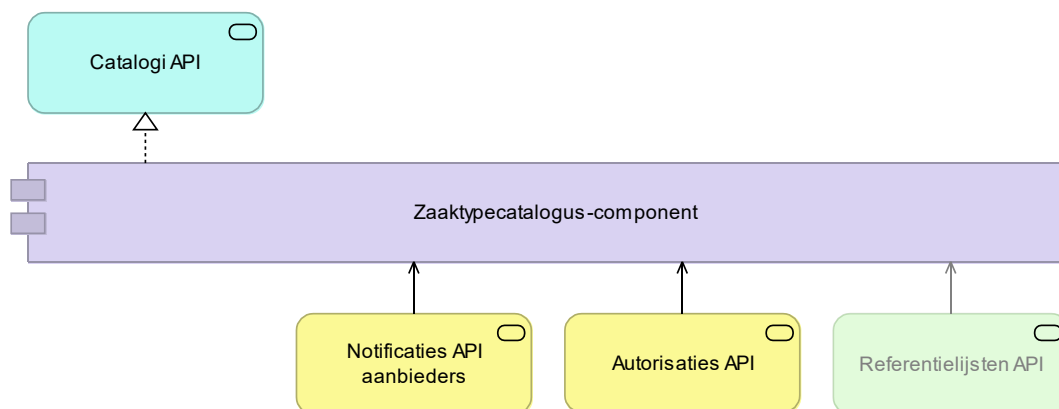 Catalogi API
Zaaktypecatalogus-component
Notificaties API
aanbieders
Autorisaties API
Referentielijsten API